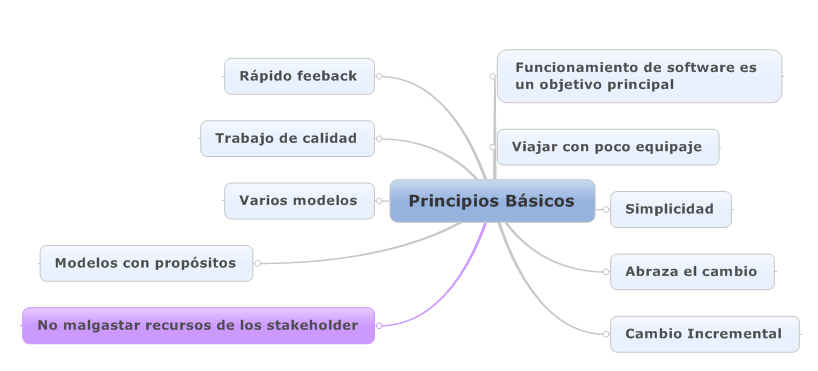 Rápido feeback
Trabajo de calidad
Varios modelos
Modelos con propósitos
No malgastar recursos de los stakeholder
Principios Básicos
Funcionamiento de software es
un objetivo principal
Viajar con poco equipaje
Simplicidad
Abraza el cambio
Cambio Incremental